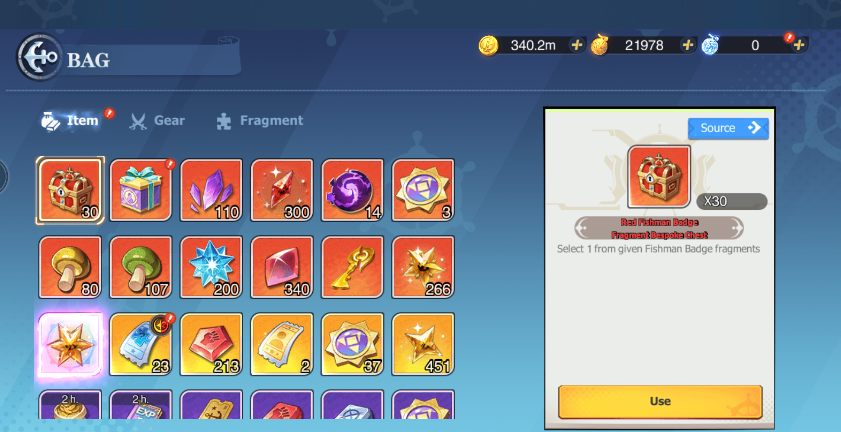 BAG
340.2m
21978
0
Item
Gear
Fragment
30
110
300
14
3
80
107
200
340
266
23
213
2
37
451
2 h.
2 h.
EXP
Source
X30
Red Fishman Badge
Fragment Bespoke Chest
Select 1 from given Fishman Badge fragments
Use